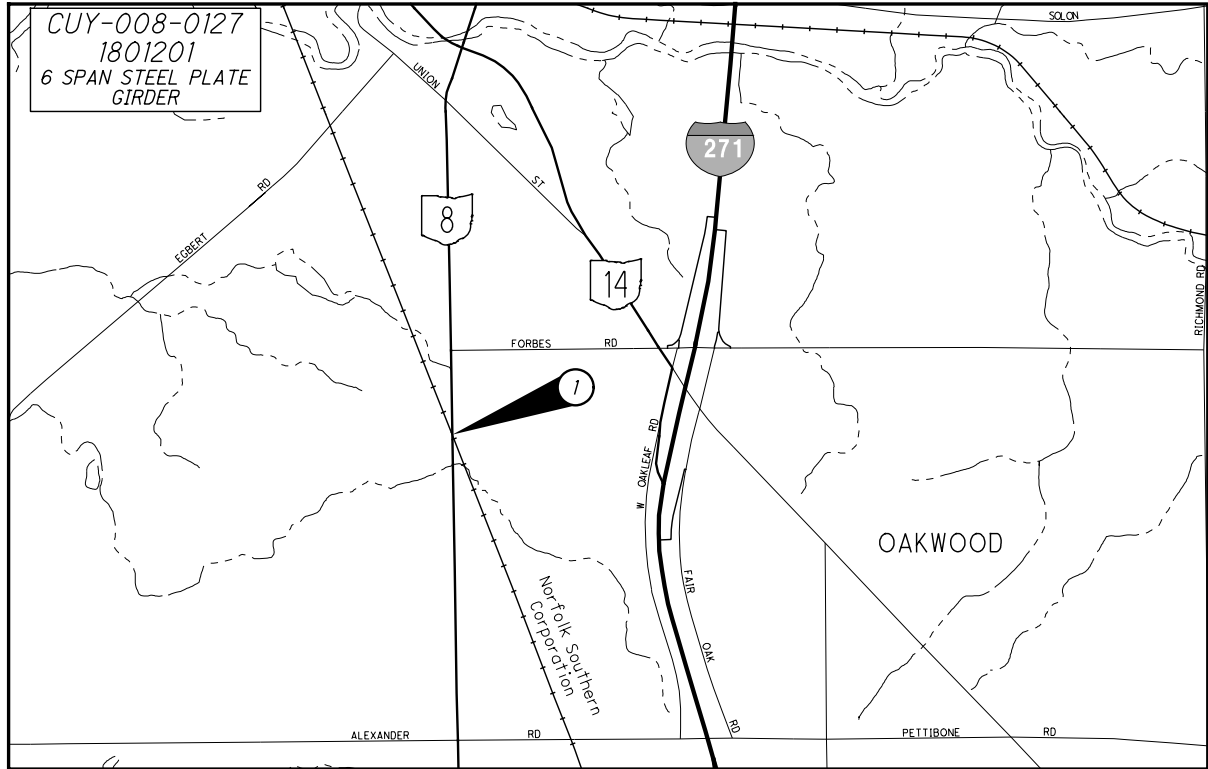 CUY-008-0127
1801201
6 SPAN STEEL PLATE
GIRDER
SOLON
UNION
ST
271
EGBERT
RD
8
14
RICHMOND RD
FORBES
RD
1
W OAKLEAF RD
OAKWOOD
FAIR
OAK
RD
Norfolk Southern
Corporation
ALEXANDER
RD
PETTIBONE
RD